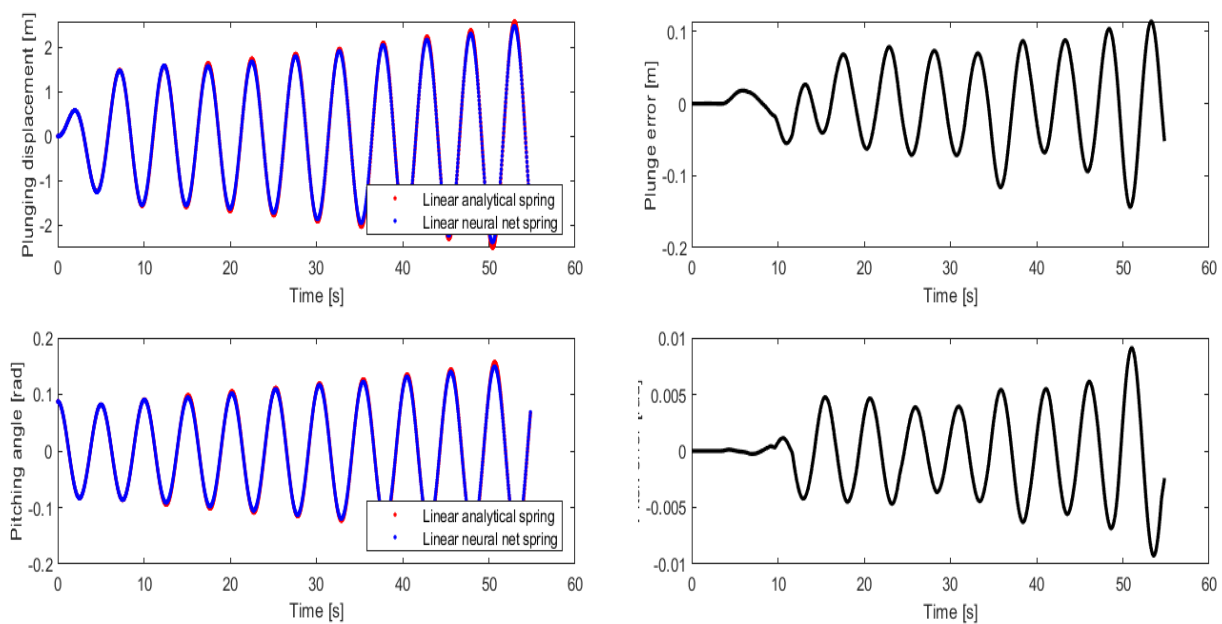 Plunging displacement [m]
2
1
0
-1
-2
Linear analytical spring
Linear neural net spring
0 10 20 30 40 50 60
Time [s]
Plunge error [m]
0.1
0
-0.1
-0.2
0 10 20 30 40 50 60
Time [s]
Pitching angle [rad]
0.2
0.1
0
-0.1
-0.2
Linear analytical spring
Linear neural net spring
0 10 20 30 40 50 60
Time [s]
0.01
0.005
0
-0.005
-0.01
0 10 20 30 40 50 60
Time [s]